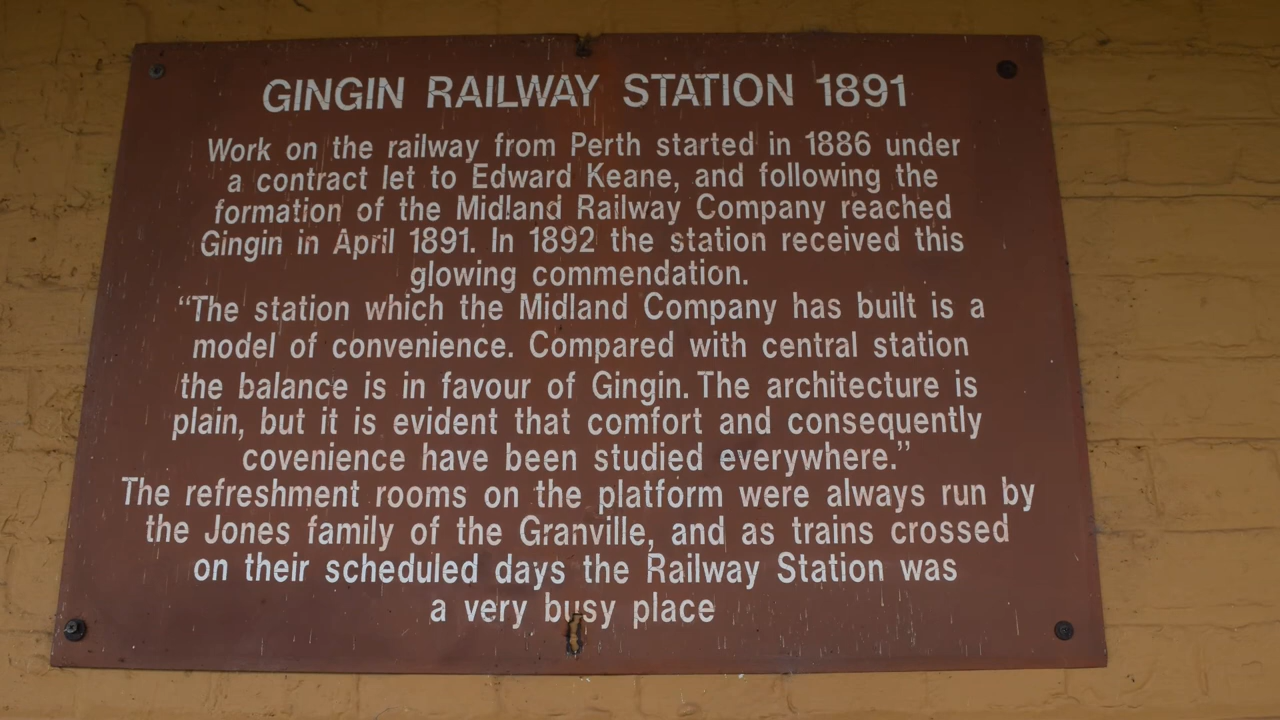 GINGIN RAILWAY STATION 1891
Work on the railway from Perth started in 1886 under
a contract let to Edward Keane, and following the
formation of the Midland Railway Company reached
Gingin in April 1891. In 1892 the station received this
glowing commendation.
“The station which the Midland Company has built is a
model of convenience. Compared with central station
the balance is in favour of Gingin. The architecture is
plain, but it is evident that comfort and consequently
covenience have been studied everywhere.”
The refreshment rooms on the platform were always run by
the Jones family of the Granville, and as trains crossed
on their scheduled days the Railway Station was
a very busy place